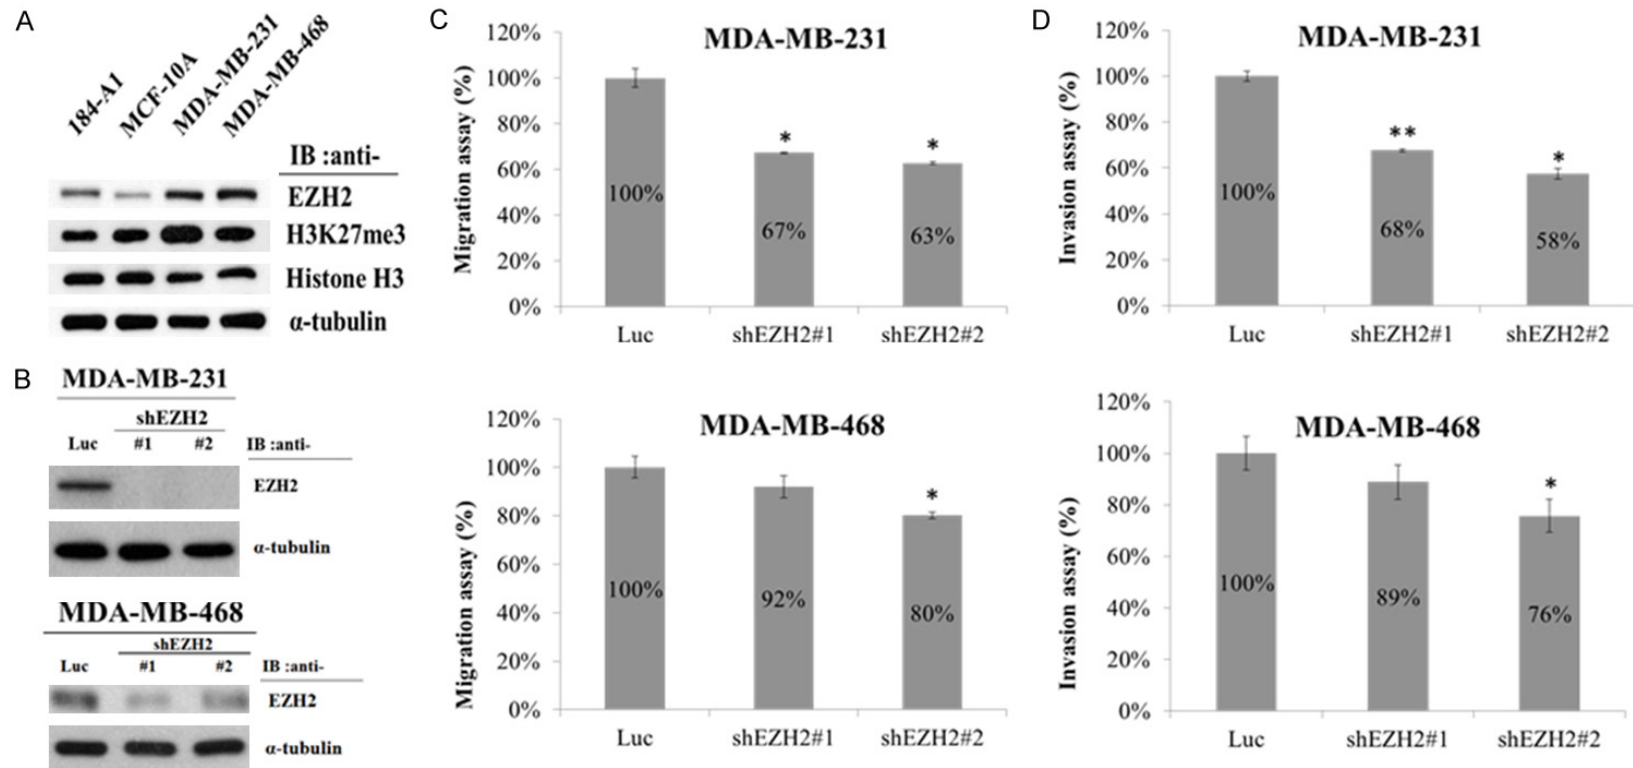 A
184-A1
MCF-10A
MDA-MB-231
MDA-MB-468
IB :anti-
EZH2
H3K27me3
Histone H3
α-tubulin
B
MDA-MB-231
shEZH2
Luc #1 #2 IB :anti-
EZH2
α-tubulin
MDA-MB-468
shEZH2
Luc #1 #2 IB :anti-
EZH2
α-tubulin
C
MDA-MB-231
Migration assay (%)
120%
100%
80%
60%
40%
20%
0%
100%
* 67%
* 63%
Luc shEZH2#1 shEZH2#2
MDA-MB-468
Migration assay (%)
120%
100%
80%
60%
40%
20%
0%
100%
92%
* 80%
Luc shEZH2#1 shEZH2#2
D
MDA-MB-231
Invasion assay (%)
120%
100%
80%
60%
40%
20%
0%
100%
** 68%
* 58%
Luc shEZH2#1 shEZH2#2
MDA-MB-468
Invasion assay (%)
120%
100%
80%
60%
40%
20%
0%
100%
89%
* 76%
Luc shEZH2#1 shEZH2#2